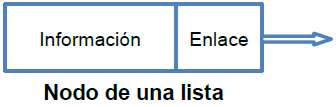 Información Enlace
Nodo de una lista